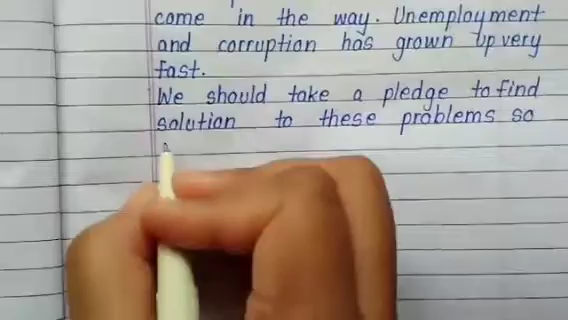 come in the way. Unemployment
and corruption has grown up very
fast.
We should take a pledge to find
solution to these problems so